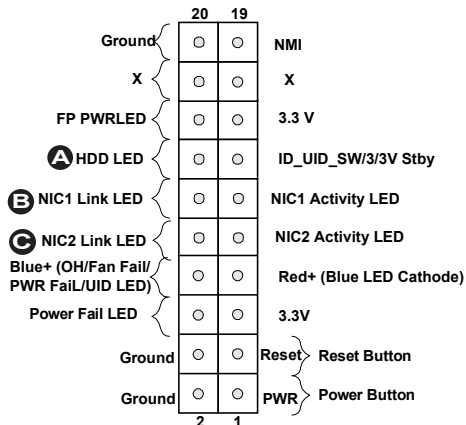 20 19
Ground NMI
X X
FP PWRLED 3.3 V
A HDD LED ID_UID_SW/3/3V Stby
B NIC1 Link LED NIC1 Activity LED
C NIC2 Link LED NIC2 Activity LED
Blue+ (OH/Fan Fail/
PWR FaiL/UID LED) Red+ (Blue LED Cathode)
Power Fail LED 3.3V
Ground Reset Reset Button
Ground PWR Power Button
2 1